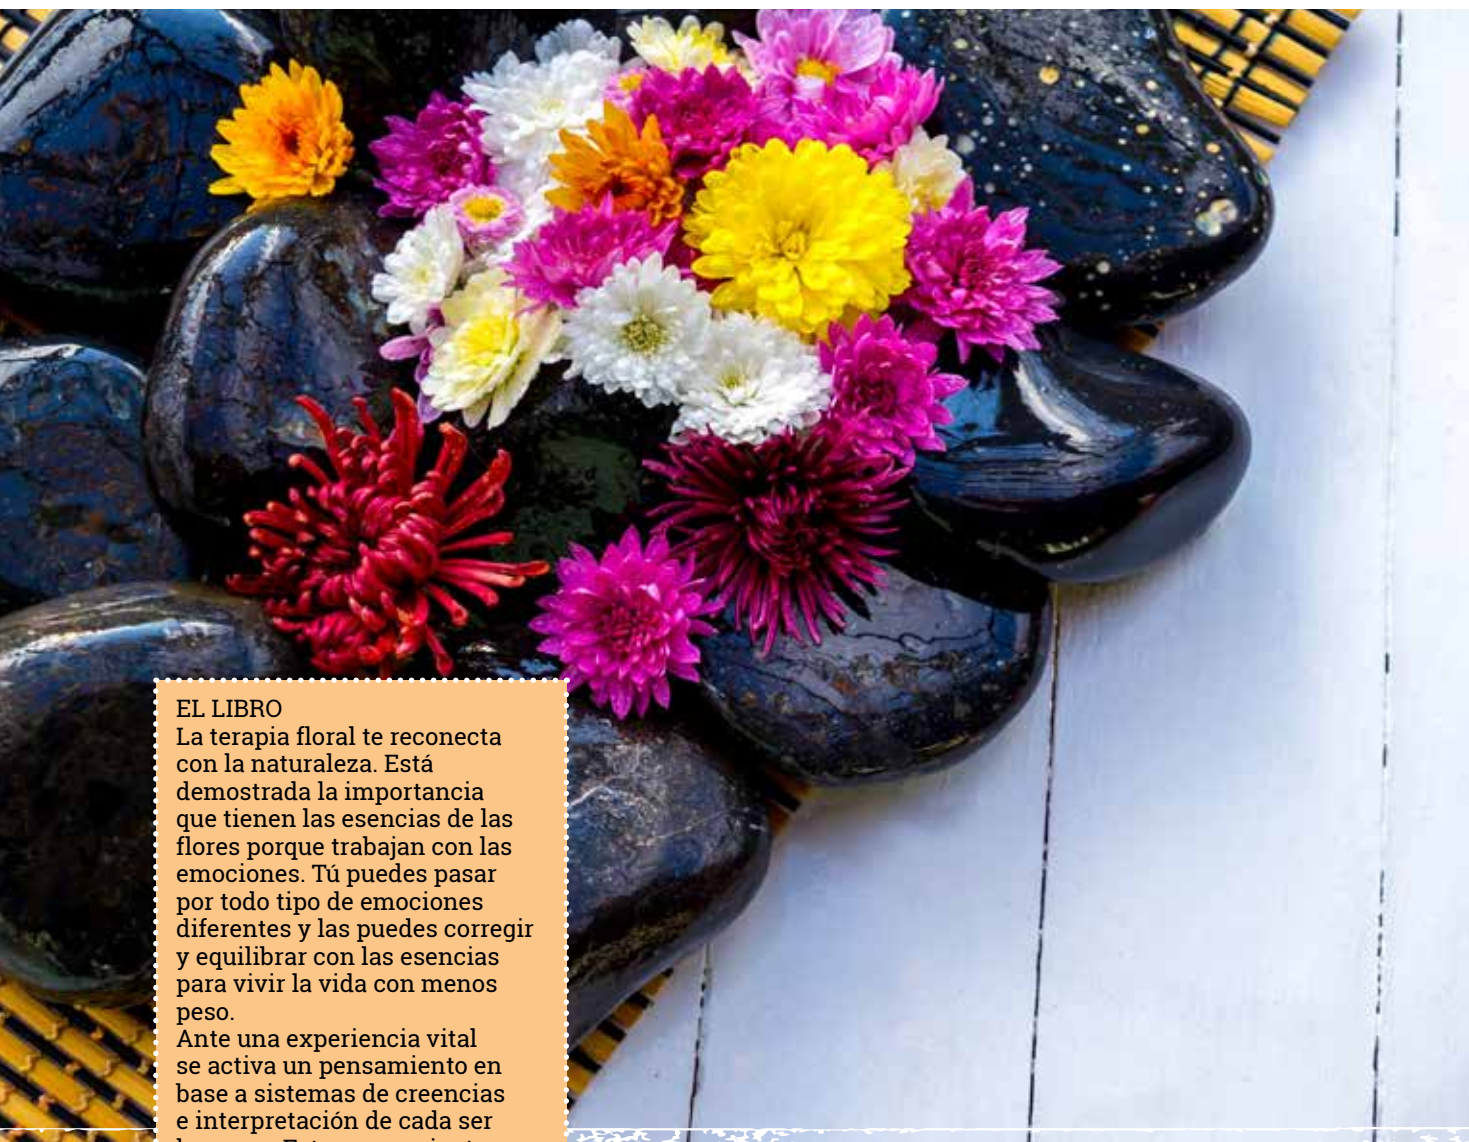 EL LIBRO
La terapia floral te reconecta
con la naturaleza. Está
demostrada la importancia
que tienen las esencias de las
flores porque trabajan con las
emociones. Tú puedes pasar
por todo tipo de emociones
diferentes y las puedes corregir
y equilibrar con las esencias
para vivir la vida con menos
peso.
Ante una experiencia vital
se activa un pensamiento en
base a sistemas de creencias
e interpretación de cada ser